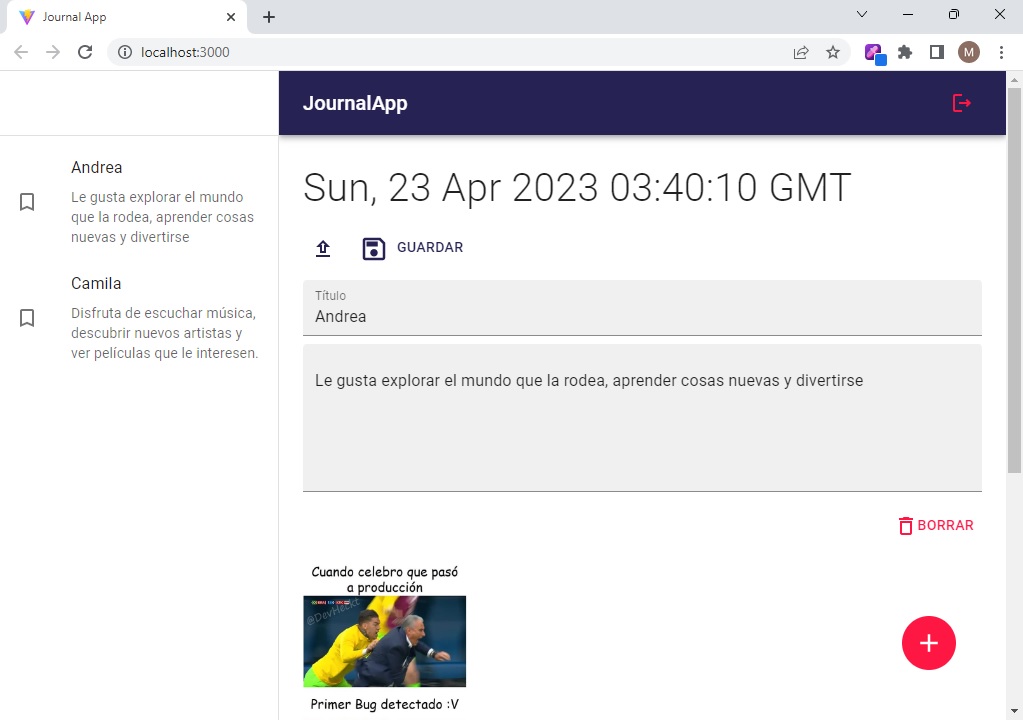 Journal App
localhost:3000
M
JournalApp
Andrea
Le gusta explorar el mundo
que la rodea, aprender cosas
nuevas y divertirse
Camila
Disfruta de escuchar música,
descubrir nuevos artistas y
ver películas que le interesen.
Sun, 23 Apr 2023 03:40:10 GMT
GUARDAR
Título
Andrea
Le gusta explorar el mundo que la rodea, aprender cosas nuevas y divertirse
BORRAR
Cuando celebro que pasó
a producción
@DevHeckt
Primer Bug detectado :V